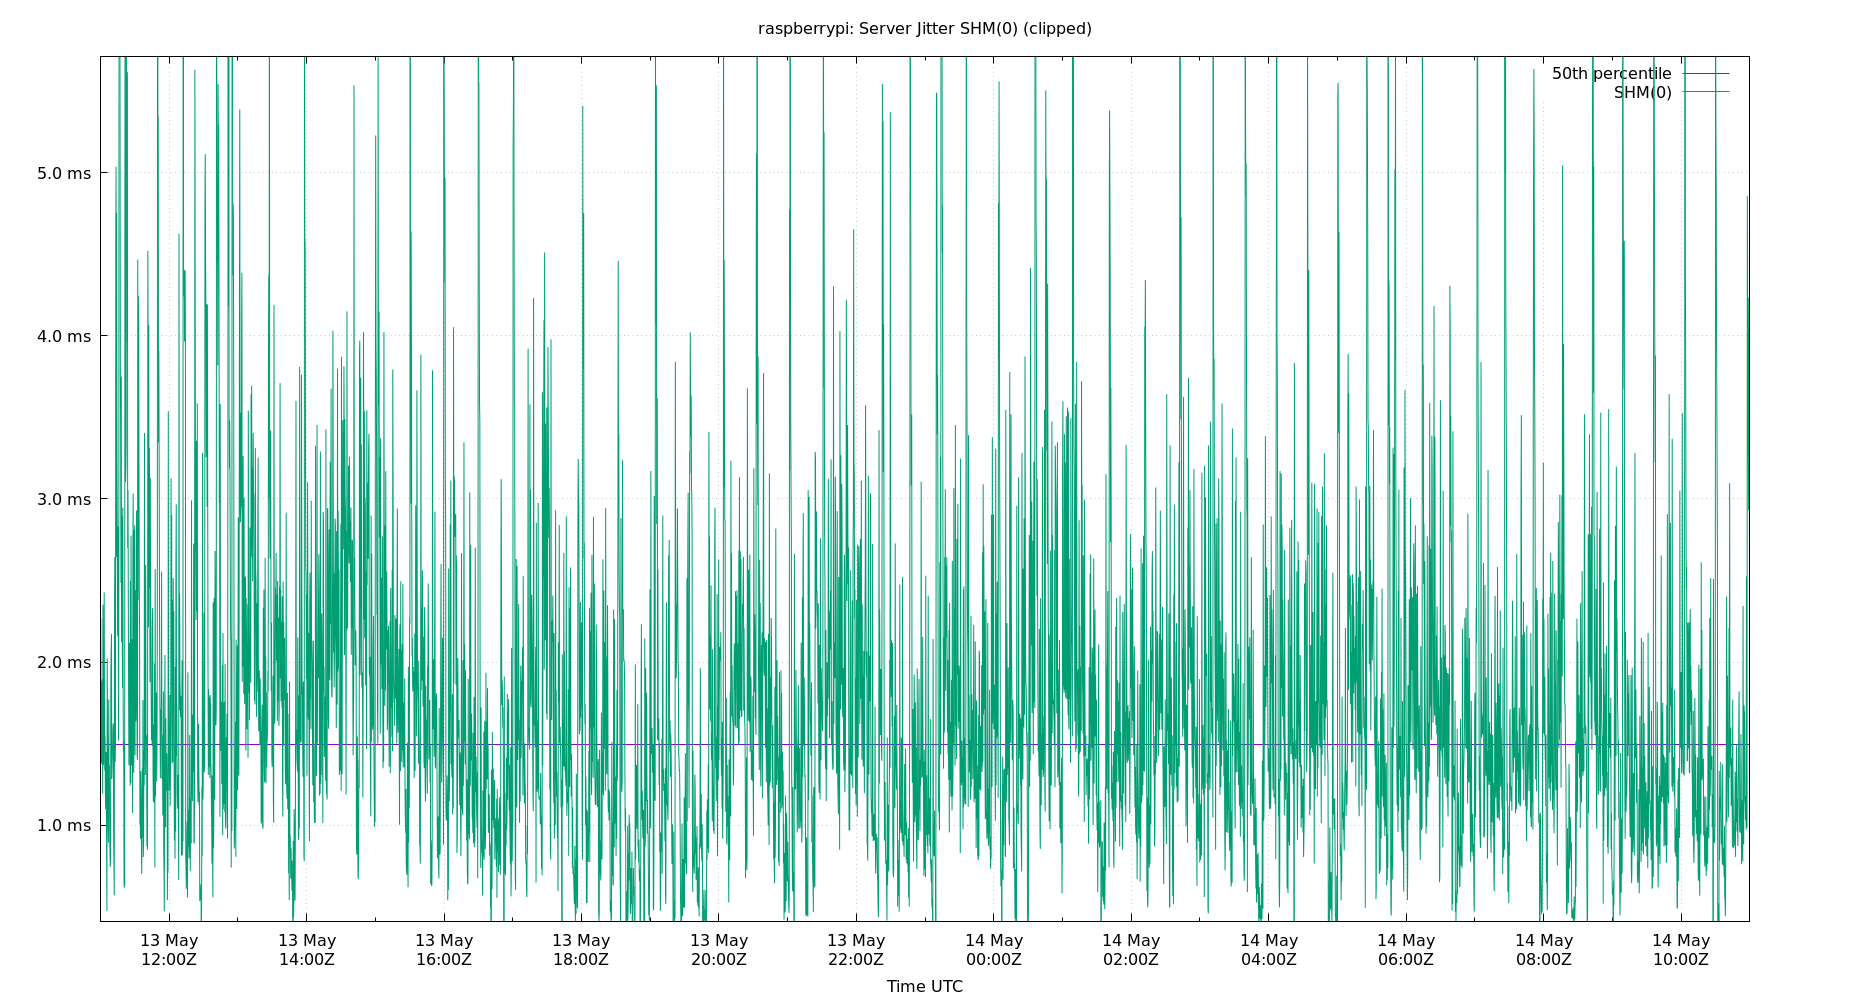 raspberrypi: Server Jitter SHM(0) (clipped)
50th percentile
SHM(0)
5.0 ms
4.0 ms
3.0 ms
2.0 ms
1.0 ms
13 May 13 May 13 May 13 May 13 May 13 May 14 May 14 May 14 May 14 May 14 May 14 May
12:00Z 14:00Z 16:00Z 18:00Z 20:00Z 22:00Z 00:00Z 02:00Z 04:00Z 06:00Z 08:00Z 10:00Z
Time UTC